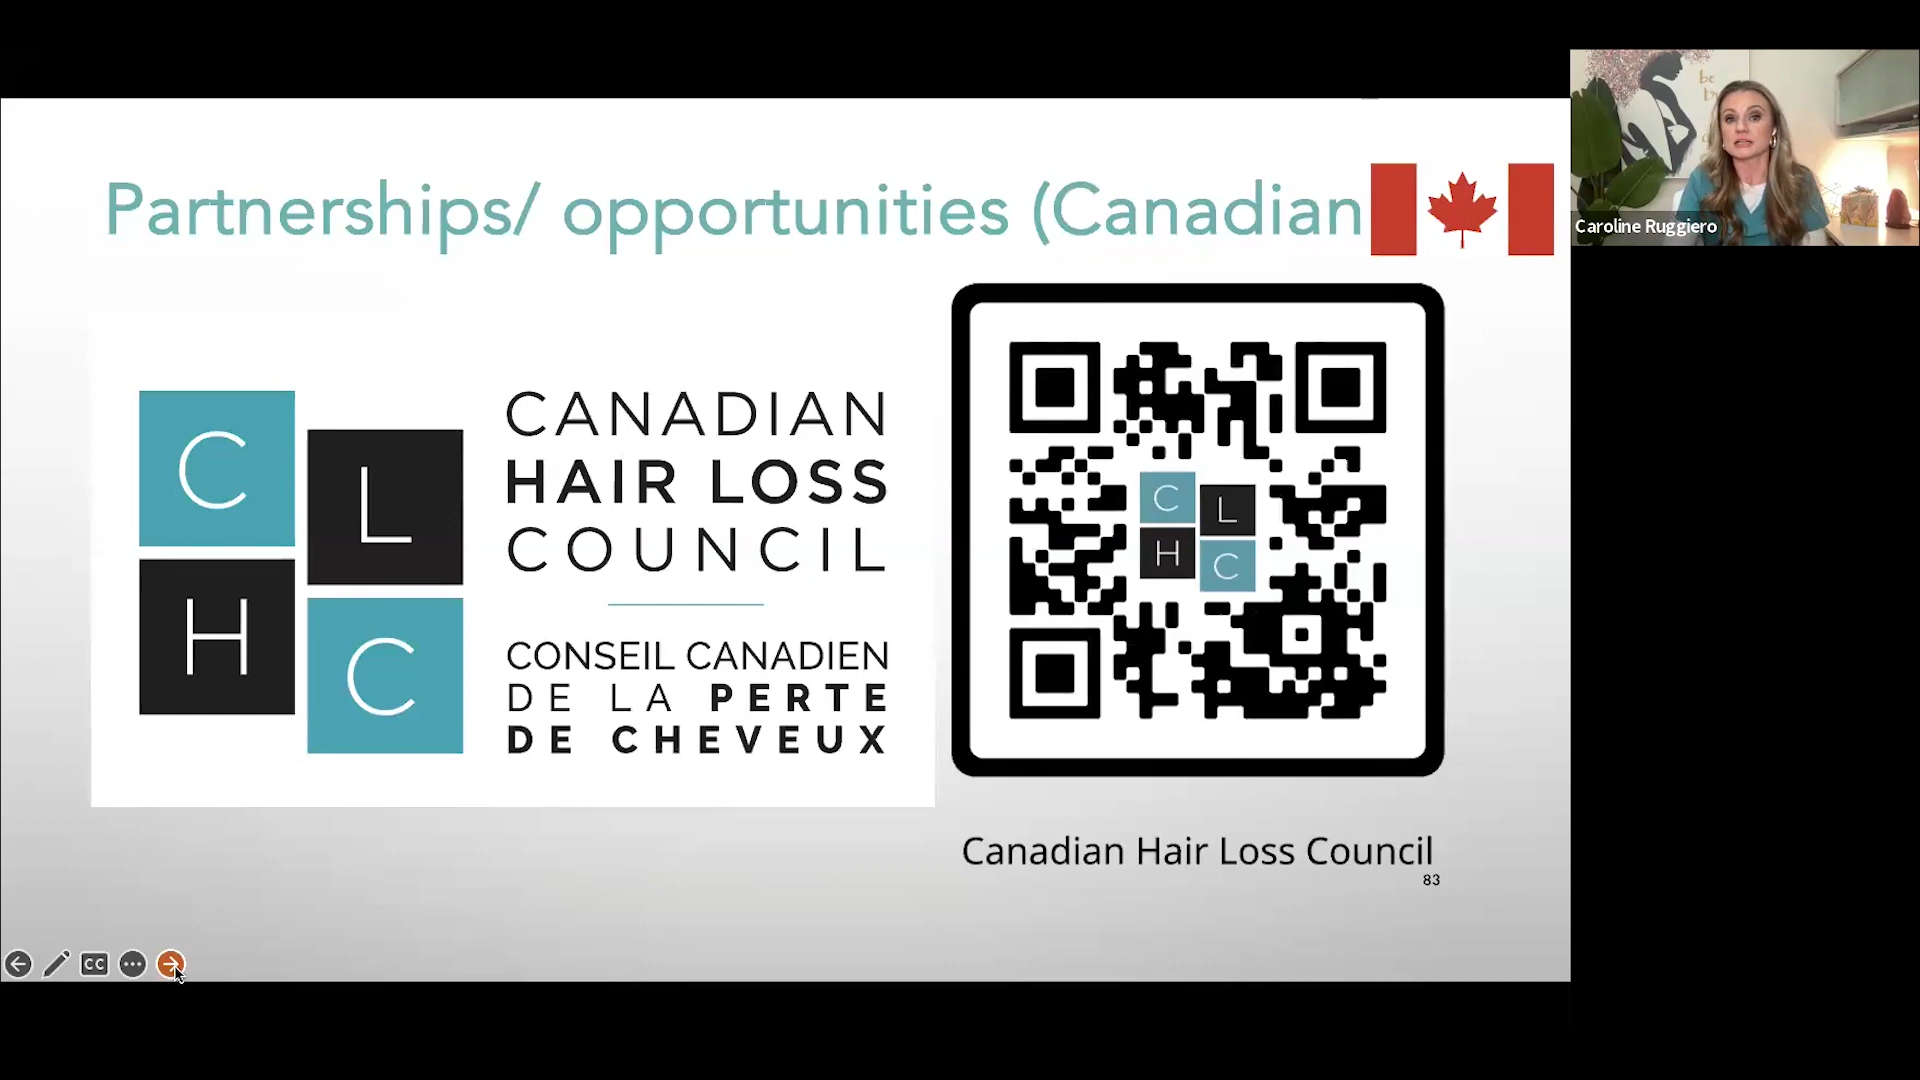 Partnerships/ opportunities (Canadian
Caroline Ruggiero
be
C
L
H
C
CANADIAN
HAIR LOSS
COUNCIL
CONSEIL CANADIEN
DE LA PERTE
DE CHEVEUX
C
L
H
C
Canadian Hair Loss Council
83
CC